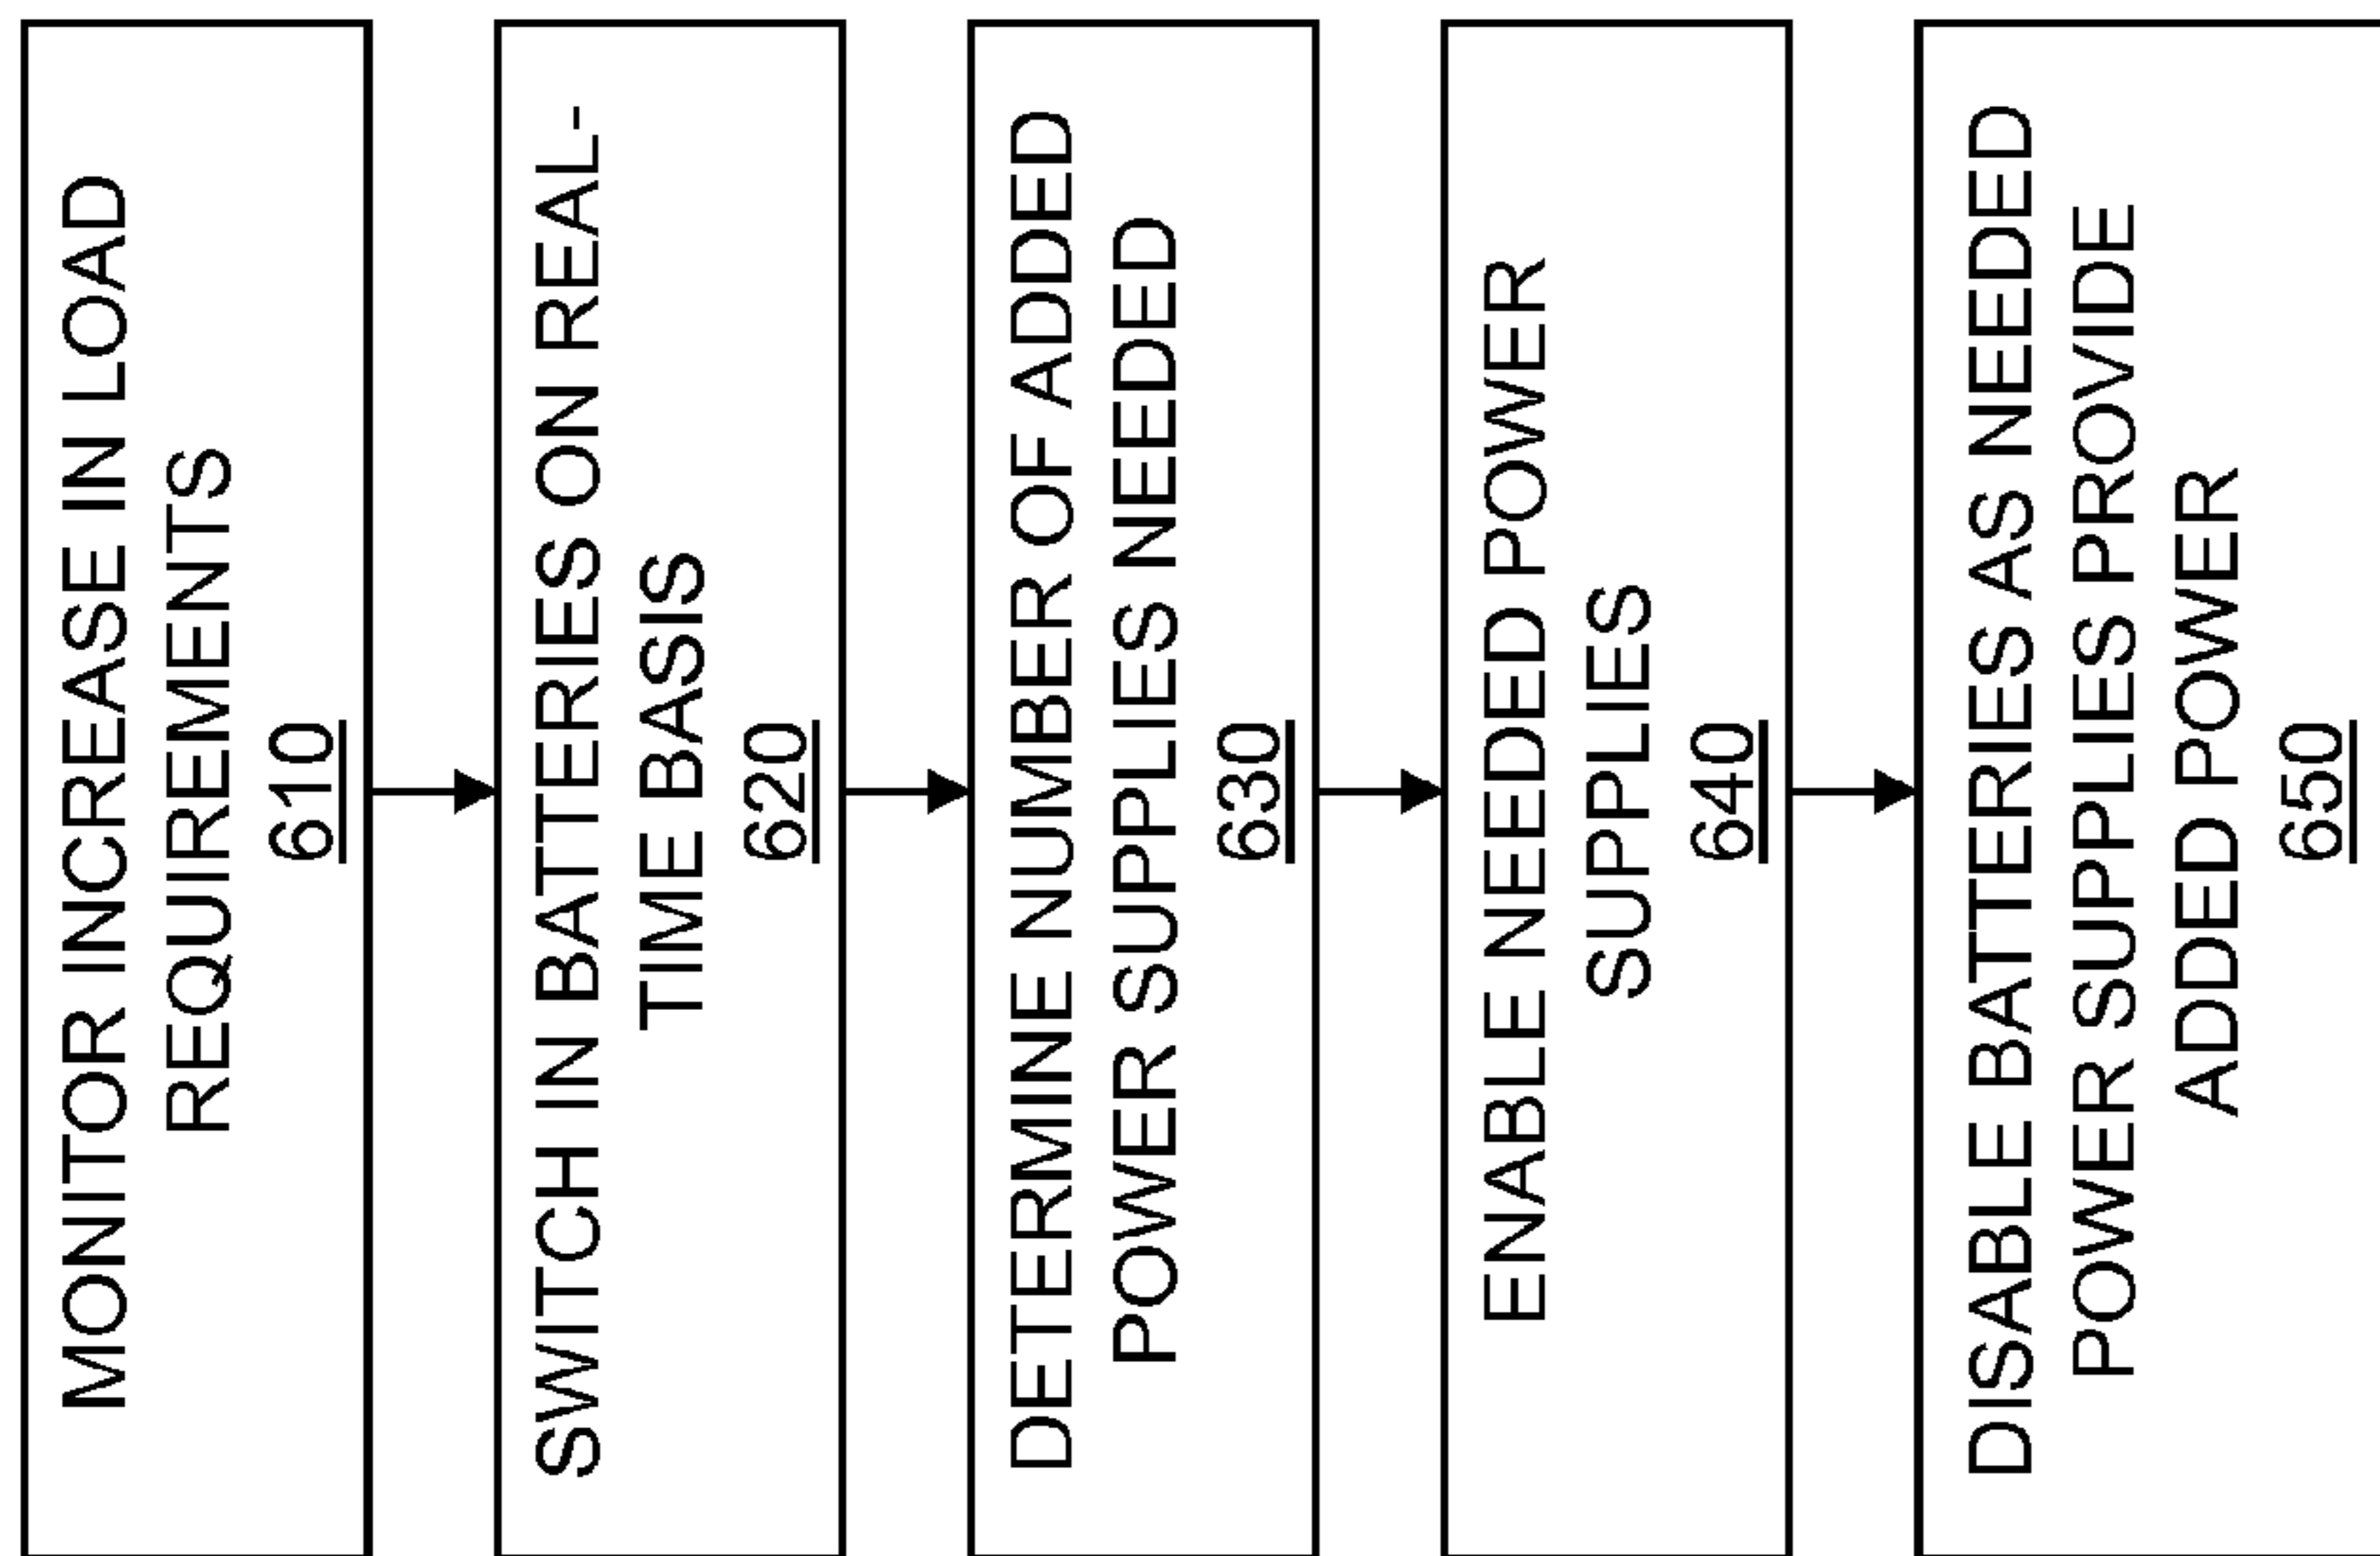 MONITOR INCREASE IN LOAD
REQUIREMENTS
610
SWITCH IN BATTERIES ON REAL-
TIME BASIS
620
DETERMINE NUMBER OF ADDED
POWER SUPPLIES NEEDED
630
ENABLE NEEDED POWER
SUPPLIES
640
DISABLE BATTERIES AS NEEDED
POWER SUPPLIES PROVIDE
ADDED POWER
650